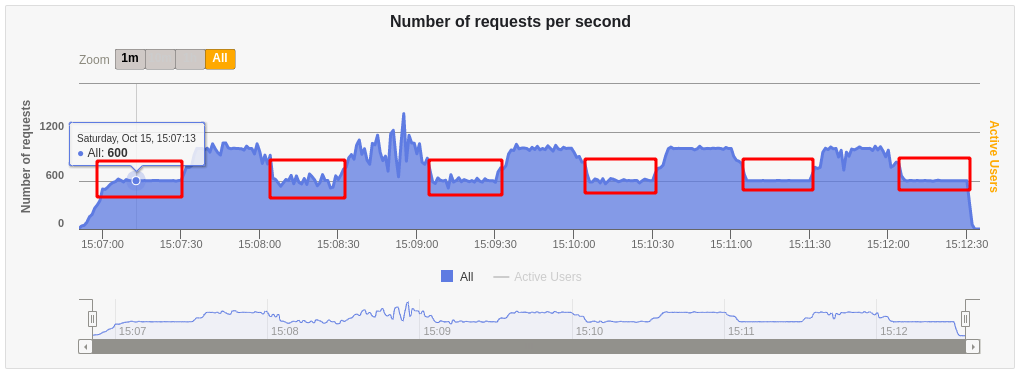 Number of requests per second
Zoom 1m All
Number of requests
1200
600
0
Saturday, Oct 15, 15:07:13
All: 600
Active Users
15:07:00 15:07:30 15:08:00 15:08:30 15:09:00 15:09:30 15:10:00 15:10:30 15:11:00 15:11:30 15:12:00 15:12:30
All Active Users
15:07 15:08 15:09 15:10 15:11 15:12